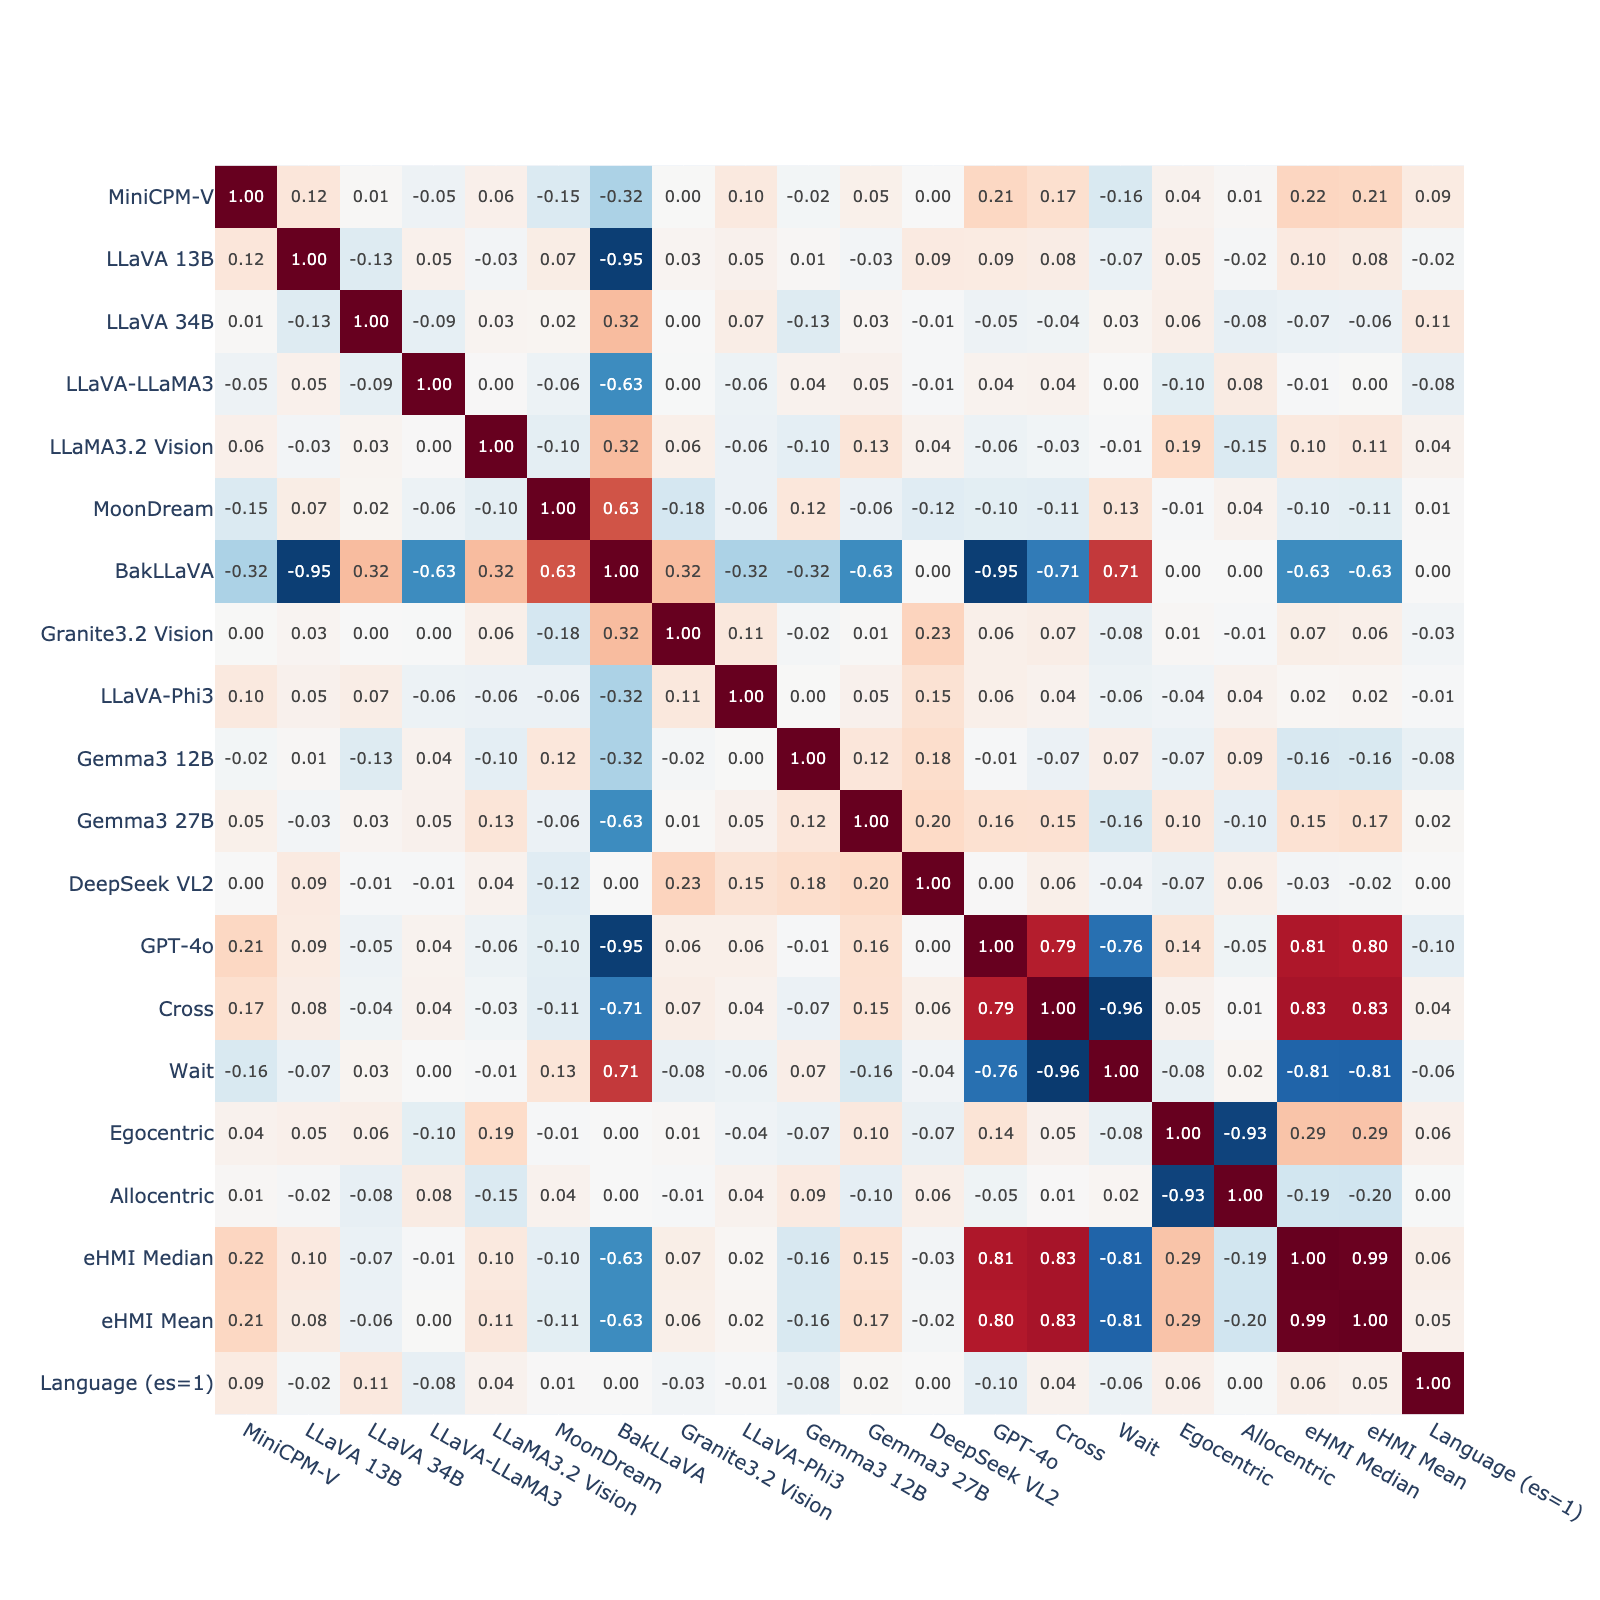 MiniCPM-V 1.00 0.12 0.01 -0.05 0.06 -0.15 -0.32 0.00 0.10 -0.02 0.05 0.00 0.21 0.17 -0.16 0.04 0.01 0.22 0.21 0.09
LLaVA 13B 0.12 1.00 -0.13 0.05 -0.03 0.07 -0.95 0.03 0.05 0.01 -0.03 0.09 0.09 0.08 -0.07 0.05 -0.02 0.10 0.08 -0.02
LLaVA 34B 0.01 -0.13 1.00 -0.09 0.03 0.02 0.32 0.00 0.07 -0.13 0.03 -0.01 -0.05 -0.04 0.03 0.06 -0.08 -0.07 -0.06 0.11
LLaVA-LLaMA3 -0.05 0.05 -0.09 1.00 0.00 -0.06 -0.63 0.00 -0.06 0.04 0.05 -0.01 0.04 0.04 0.00 -0.10 0.08 -0.01 0.00 -0.08
LLaMA3.2 Vision 0.06 -0.03 0.03 0.00 1.00 -0.10 0.32 0.06 -0.06 -0.10 0.13 0.04 -0.06 -0.03 -0.01 0.19 -0.15 0.10 0.11 0.04
MoonDream -0.15 0.07 0.02 -0.06 -0.10 1.00 0.63 -0.18 -0.06 0.12 -0.06 -0.12 -0.10 -0.11 0.13 -0.01 0.04 -0.10 -0.11 0.01
BakLLaVA -0.32 -0.95 0.32 -0.63 0.32 0.63 1.00 0.32 -0.32 -0.32 -0.63 0.00 -0.95 -0.71 0.71 0.00 0.00 -0.63 -0.63 0.00
Granite3.2 Vision 0.00 0.03 0.00 0.00 0.06 -0.18 0.32 1.00 0.11 -0.02 0.01 0.23 0.06 0.07 -0.08 0.01 -0.01 0.07 0.06 -0.03
LLaVA-Phi3 0.10 0.05 0.07 -0.06 -0.06 -0.06 -0.32 0.11 1.00 0.00 0.05 0.15 0.06 0.04 -0.06 -0.04 0.04 0.02 0.02 -0.01
Gemma3 12B -0.02 0.01 -0.13 0.04 -0.10 0.12 -0.32 -0.02 0.00 1.00 0.12 0.18 -0.01 -0.07 0.07 -0.07 0.09 -0.16 -0.16 -0.08
Gemma3 27B 0.05 -0.03 0.03 0.05 0.13 -0.06 -0.63 0.01 0.05 0.12 1.00 0.20 0.16 0.15 -0.16 0.10 -0.10 0.15 0.17 0.02
DeepSeek VL2 0.00 0.09 -0.01 -0.01 0.04 -0.12 0.00 0.23 0.15 0.18 0.20 1.00 0.00 0.06 -0.04 -0.07 0.06 -0.03 -0.02 0.00
GPT-4o 0.21 0.09 -0.05 0.04 -0.06 -0.10 -0.95 0.06 0.06 -0.01 0.16 0.00 1.00 0.79 -0.76 0.14 -0.05 0.81 0.80 -0.10
Cross 0.17 0.08 -0.04 0.04 -0.03 -0.11 -0.71 0.07 0.04 -0.07 0.15 0.06 0.79 1.00 -0.96 0.05 0.01 0.83 0.83 0.04
Wait -0.16 -0.07 0.03 0.00 -0.01 0.13 0.71 -0.08 -0.06 0.07 -0.16 -0.04 -0.76 -0.96 1.00 -0.08 0.02 -0.81 -0.81 -0.06
Egocentric 0.04 0.05 0.06 -0.10 0.19 -0.01 0.00 0.01 -0.04 -0.07 0.10 -0.07 0.14 0.05 -0.08 1.00 -0.93 0.29 0.29 0.06
Allocentric 0.01 -0.02 -0.08 0.08 -0.15 0.04 0.00 -0.01 0.04 0.09 -0.10 0.06 -0.05 0.01 0.02 -0.93 1.00 -0.19 -0.20 0.00
eHMI Median 0.22 0.10 -0.07 -0.01 0.10 -0.10 -0.63 0.07 0.02 -0.16 0.15 -0.03 0.81 0.83 -0.81 0.29 -0.19 1.00 0.99 0.06
eHMI Mean 0.21 0.08 -0.06 0.00 0.11 -0.11 -0.63 0.06 0.02 -0.16 0.17 -0.02 0.80 0.83 -0.81 0.29 -0.20 0.99 1.00 0.05
Language (es=1) 0.09 -0.02 0.11 -0.08 0.04 0.01 0.00 -0.03 -0.01 -0.08 0.02 0.00 -0.10 0.04 -0.06 0.06 0.00 0.06 0.05 1.00
MiniCPM-V
LLaVA 13B
LLaVA 34B
LLaVA-LLaMA3
LLaMA3.2 Vision
MoonDream
BakLLaVA
Granite3.2 Vision
LLaVA-Phi3
Gemma3 12B
Gemma3 27B
DeepSeek VL2
GPT-4o
Cross
Wait
Egocentric
Allocentric
eHMI Median
eHMI Mean
Language (es=1)